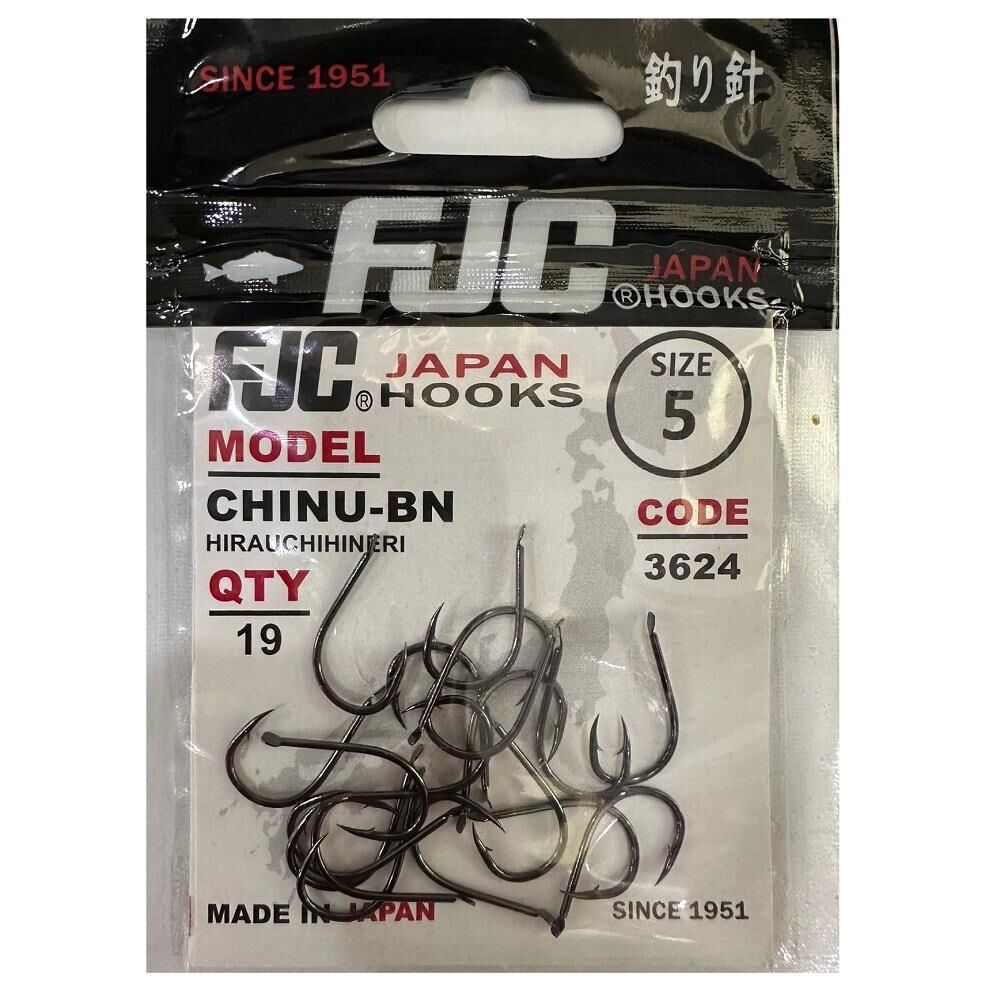 SINCE 1951
釣り針
FJC
JAPAN
®HOOKS
FJC®
JAPAN
HOOKS
SIZE
5
MODEL
CHINU-BN
HIRAUCHIHINERI
CODE
3624
QTY
19
MADE IN JAPAN
SINCE 1951